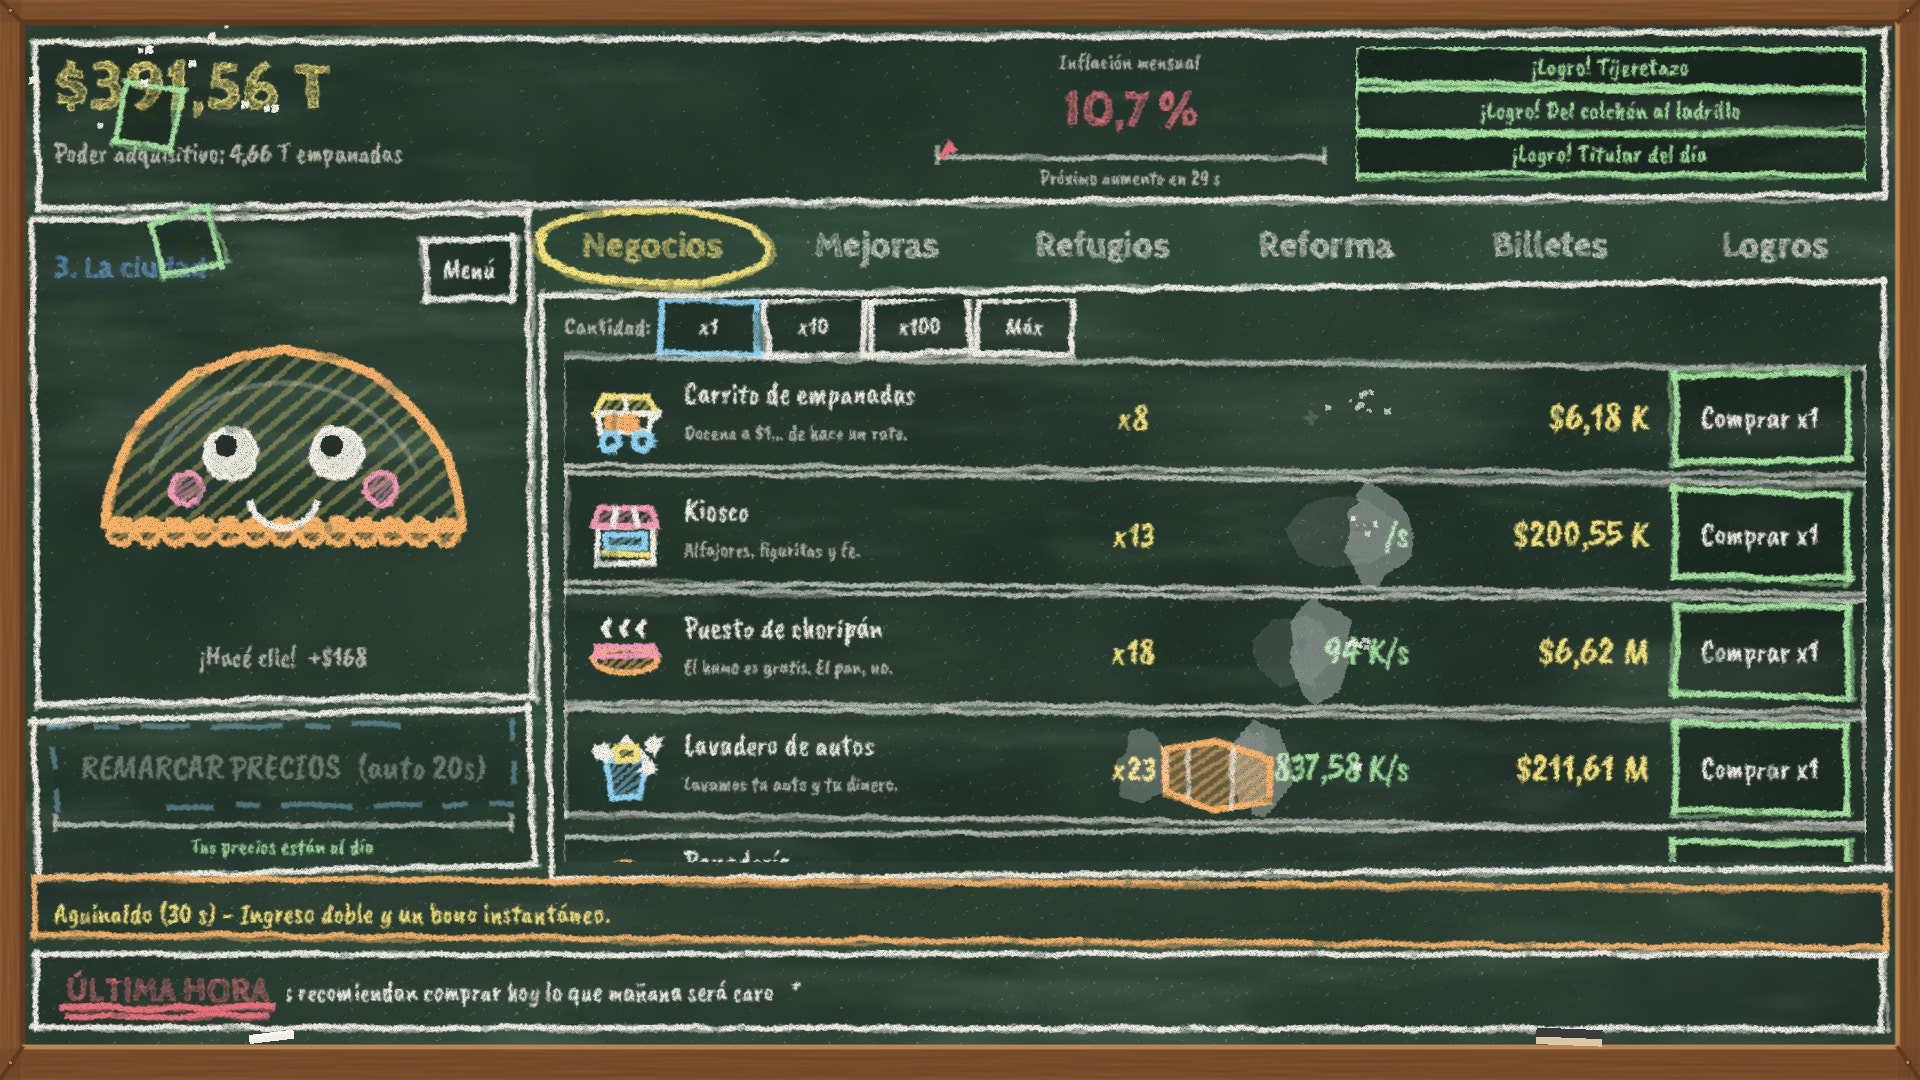 $391,56 T
Poder adquisitivo: 4,66 T empanadas
Inflación mensual
10,7 %
Próximo aumento en 29 s
¡Logro! Tijeretazo
¡Logro! Del colchón al ladrillo
¡Logro! Titular del día
3. La ciudad
Menú
¡Hacé clic! +$168
REMARCAR PRECIOS (auto 20s)
Tus precios están al día
Negocios
Mejoras
Refugios
Reforma
Billetes
Logros
Cantidad:
x1
x10
x100
Máx
Carrito de empanadas
Docena a $1... de hace un rato.
x8
$6,18 K
Comprar x1
Kiosco
Alfajores, figuritas y fe.
x13
/s
$200,55 K
Comprar x1
Puesto de choripán
El humo es gratis. El pan, no.
x18
94 K/s
$6,62 M
Comprar x1
Lavadero de autos
Lavamos tu auto y tu dinero.
x23
837,58 K/s
$211,61 M
Comprar x1
Aguinaldo (30 s) - Ingreso doble y un bono instantáneo.
ÚLTIMA HORA
s recomiendan comprar hoy lo que mañana será caro *